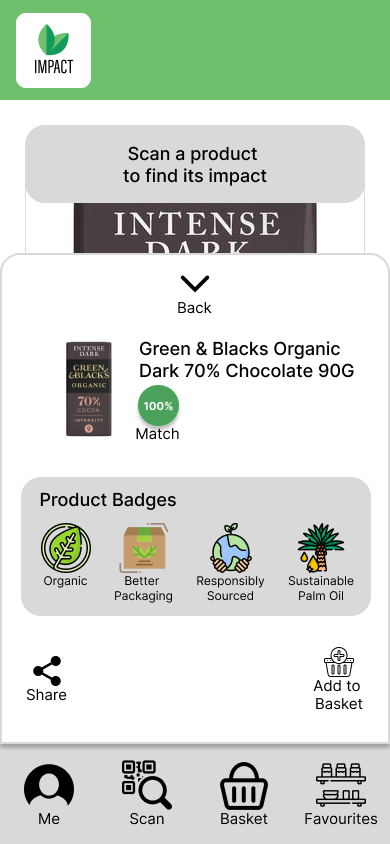 IMPACT
Scan a product
to find its impact
INTENSE
DARK
Back
INTENSE
DARK
GREEN
&BLACK'S
ORGANIC
70%
COCOA
INTENSITY
Green & Blacks Organic
Dark 70% Chocolate 90G
100%
Match
Product Badges
Organic
Better
Packaging
Responsibly
Sourced
Sustainable
Palm Oil
Share
Add to
Basket
Me
Scan
Basket
Favourites